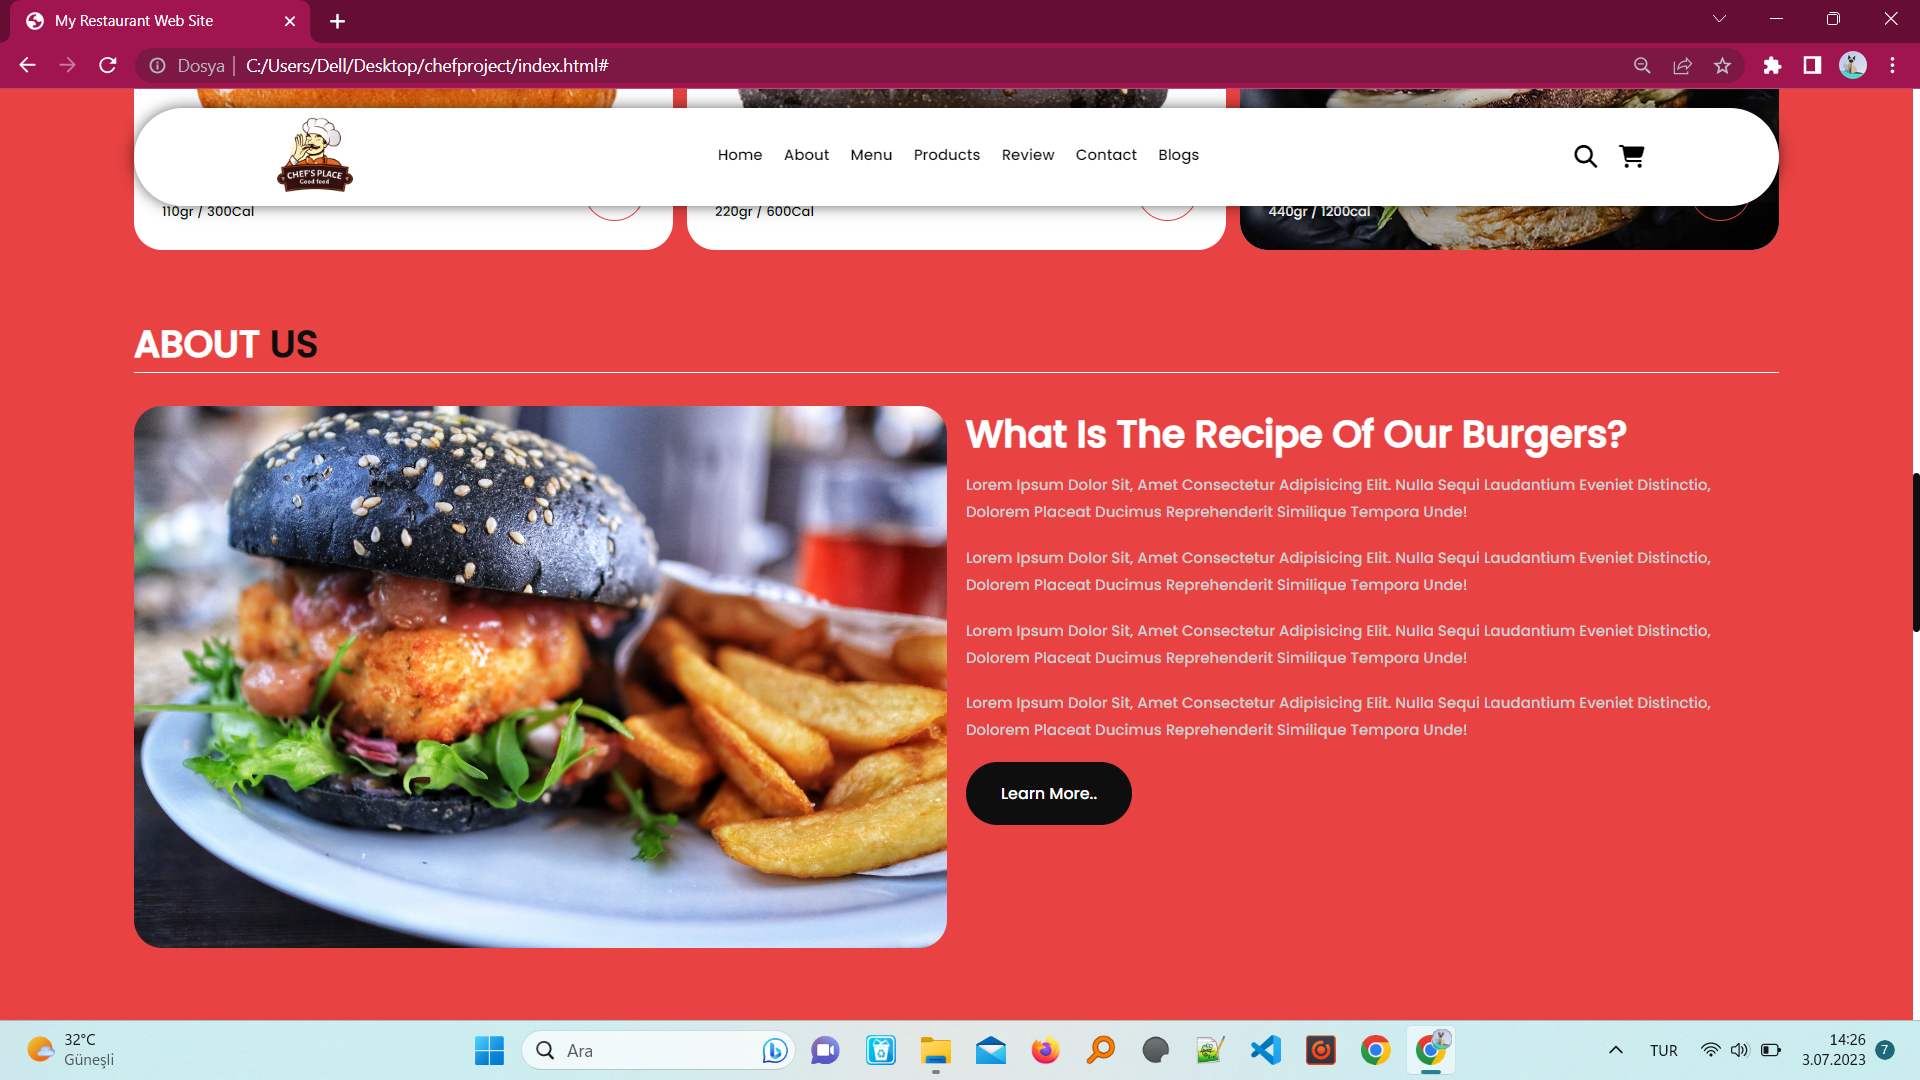 My Restaurant Web Site
Dosya | C:/Users/Dell/Desktop/chefproject/index.html#
CHEF'S PLACE
Good food
Home About Menu Products Review Contact Blogs
110gr / 300Cal
220gr / 600Cal
440gr / 1200cal
ABOUT US
What Is The Recipe Of Our Burgers?
Lorem Ipsum Dolor Sit, Amet Consectetur Adipisicing Elit. Nulla Sequi Laudantium Eveniet Distinctio,
Dolorem Placeat Ducimus Reprehenderit Similique Tempora Unde!
Lorem Ipsum Dolor Sit, Amet Consectetur Adipisicing Elit. Nulla Sequi Laudantium Eveniet Distinctio,
Dolorem Placeat Ducimus Reprehenderit Similique Tempora Unde!
Lorem Ipsum Dolor Sit, Amet Consectetur Adipisicing Elit. Nulla Sequi Laudantium Eveniet Distinctio,
Dolorem Placeat Ducimus Reprehenderit Similique Tempora Unde!
Lorem Ipsum Dolor Sit, Amet Consectetur Adipisicing Elit. Nulla Sequi Laudantium Eveniet Distinctio,
Dolorem Placeat Ducimus Reprehenderit Similique Tempora Unde!
Learn More..
32°C
Güneşli
Ara
TUR
14:26
3.07.2023
7